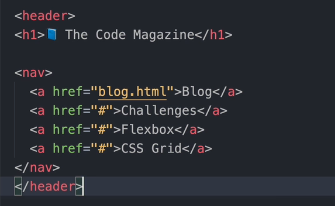 <header>
<h1>📘 The Code Magazine</h1>

<nav>
  <a href="blog.html">Blog</a>
  <a href="#">Challenges</a>
  <a href="#">Flexbox</a>
  <a href="#">CSS Grid</a>
</nav>
</header>